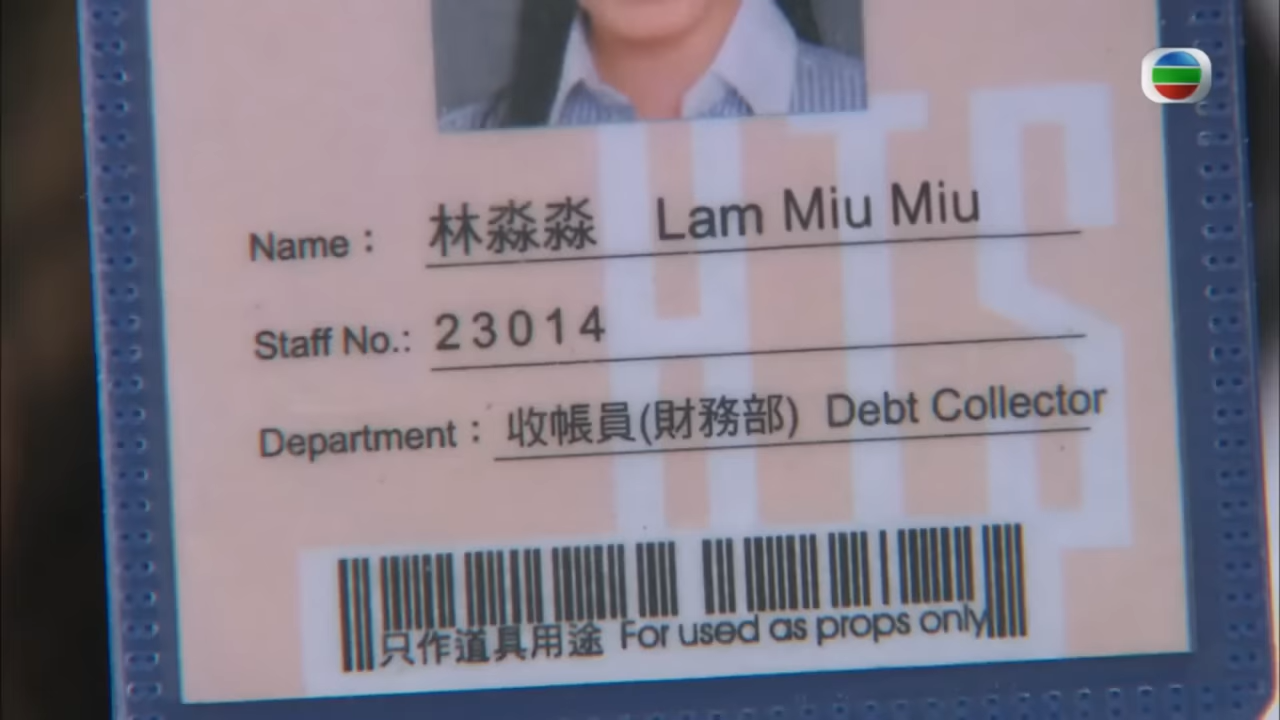 HTS
Name： 林淼淼 Lam Miu Miu
Staff No.: 23014
Department： 收帳員(財務部) Debt Collector
只作道具用途 For used as props only